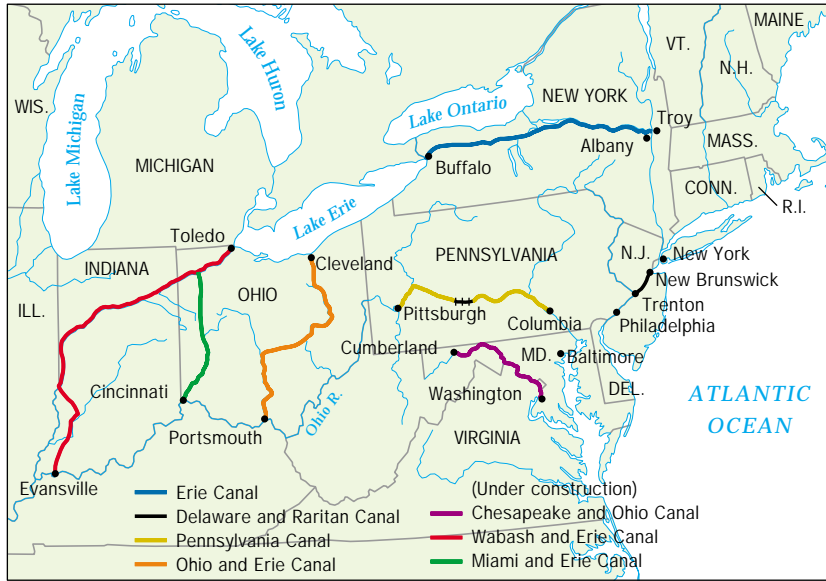 MAINE
VT.
N.H.
WIS.
Lake Michigan
Lake Huron
Lake Ontario
NEW YORK
Troy
Albany
MASS.
MICHIGAN
Buffalo
CONN.
R.I.
Lake Erie
Toledo
Cleveland
PENNSYLVANIA
N.J.
New York
INDIANA
OHIO
New Brunswick
ILL.
Pittsburgh
Columbia
Trenton
Philadelphia
Cumberland
MD.
Baltimore
Cincinnati
Washington
DEL.
ATLANTIC
OCEAN
Ohio R.
Portsmouth
VIRGINIA
Evansville
Erie Canal
Delaware and Raritan Canal
Pennsylvania Canal
Ohio and Erie Canal
(Under construction)
Chesapeake and Ohio Canal
Wabash and Erie Canal
Miami and Erie Canal